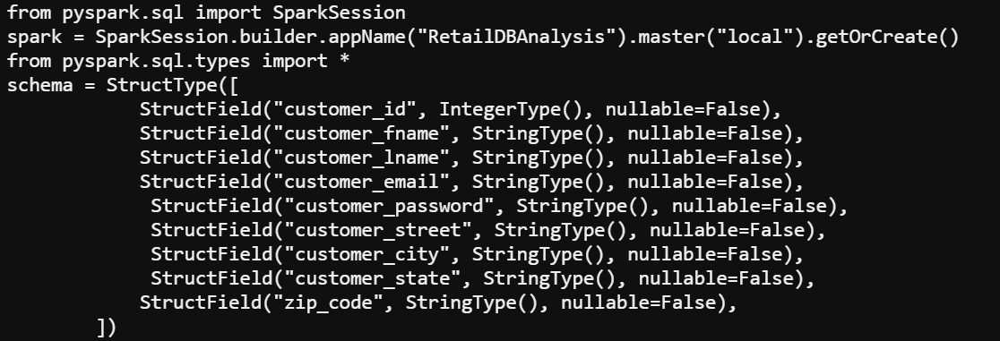 from pyspark.sql import SparkSession
spark = SparkSession.builder.appName("RetailDBAnalysis").master("local").getOrCreate()
from pyspark.sql.types import *
schema = StructType([
            StructField("customer_id", IntegerType(), nullable=False),
            StructField("customer_fname", StringType(), nullable=False),
            StructField("customer_lname", StringType(), nullable=False),
            StructField("customer_email", StringType(), nullable=False),
             StructField("customer_password", StringType(), nullable=False),
             StructField("customer_street", StringType(), nullable=False),
             StructField("customer_city", StringType(), nullable=False),
             StructField("customer_state", StringType(), nullable=False),
            StructField("zip_code", StringType(), nullable=False),
        ])